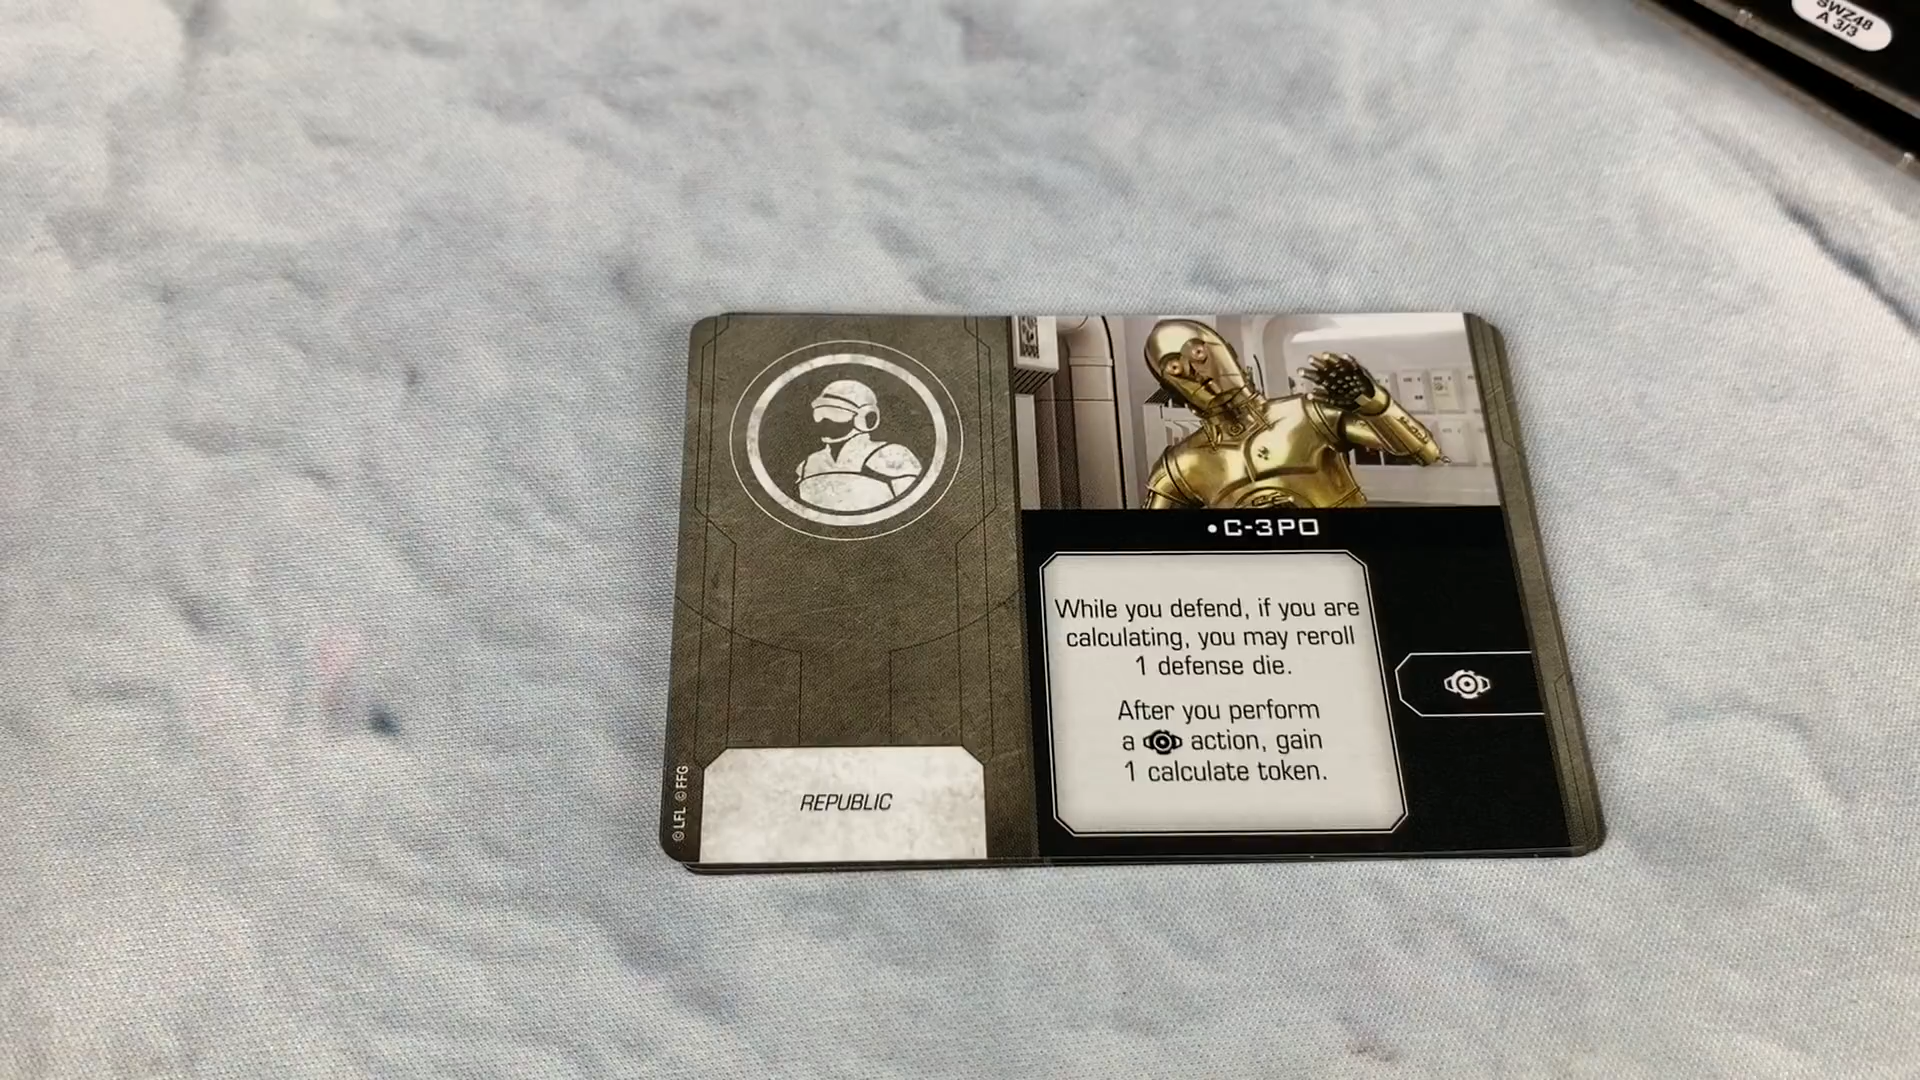 SWZ48
A 3/3
•C-3PO
While you defend, if you are
calculating, you may reroll
1 defense die.
After you perform
a action, gain
1 calculate token.
REPUBLIC
© LFL © FFG